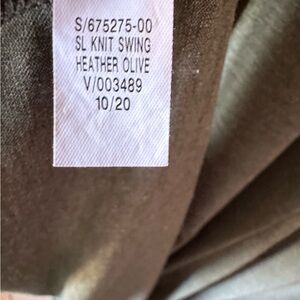 S/675275-00
SL KNIT SWING
HEATHER OLIVE
V/003489
10/20